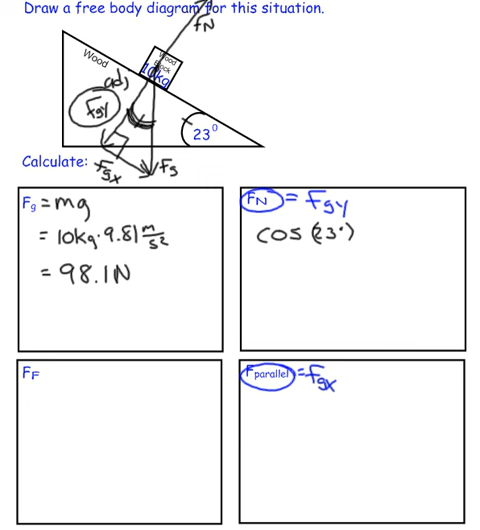 Draw a free body diagram for this situation.
FN
Wood
Wood
Block
10kg
adj
Fgy
23°
Calculate:
Fgx
Fg
Fg = mg
= 10kg · 9.81 m/s²
= 98.1N
FN = Fgy
cos (23°)
FF
Fparallel = Fgx